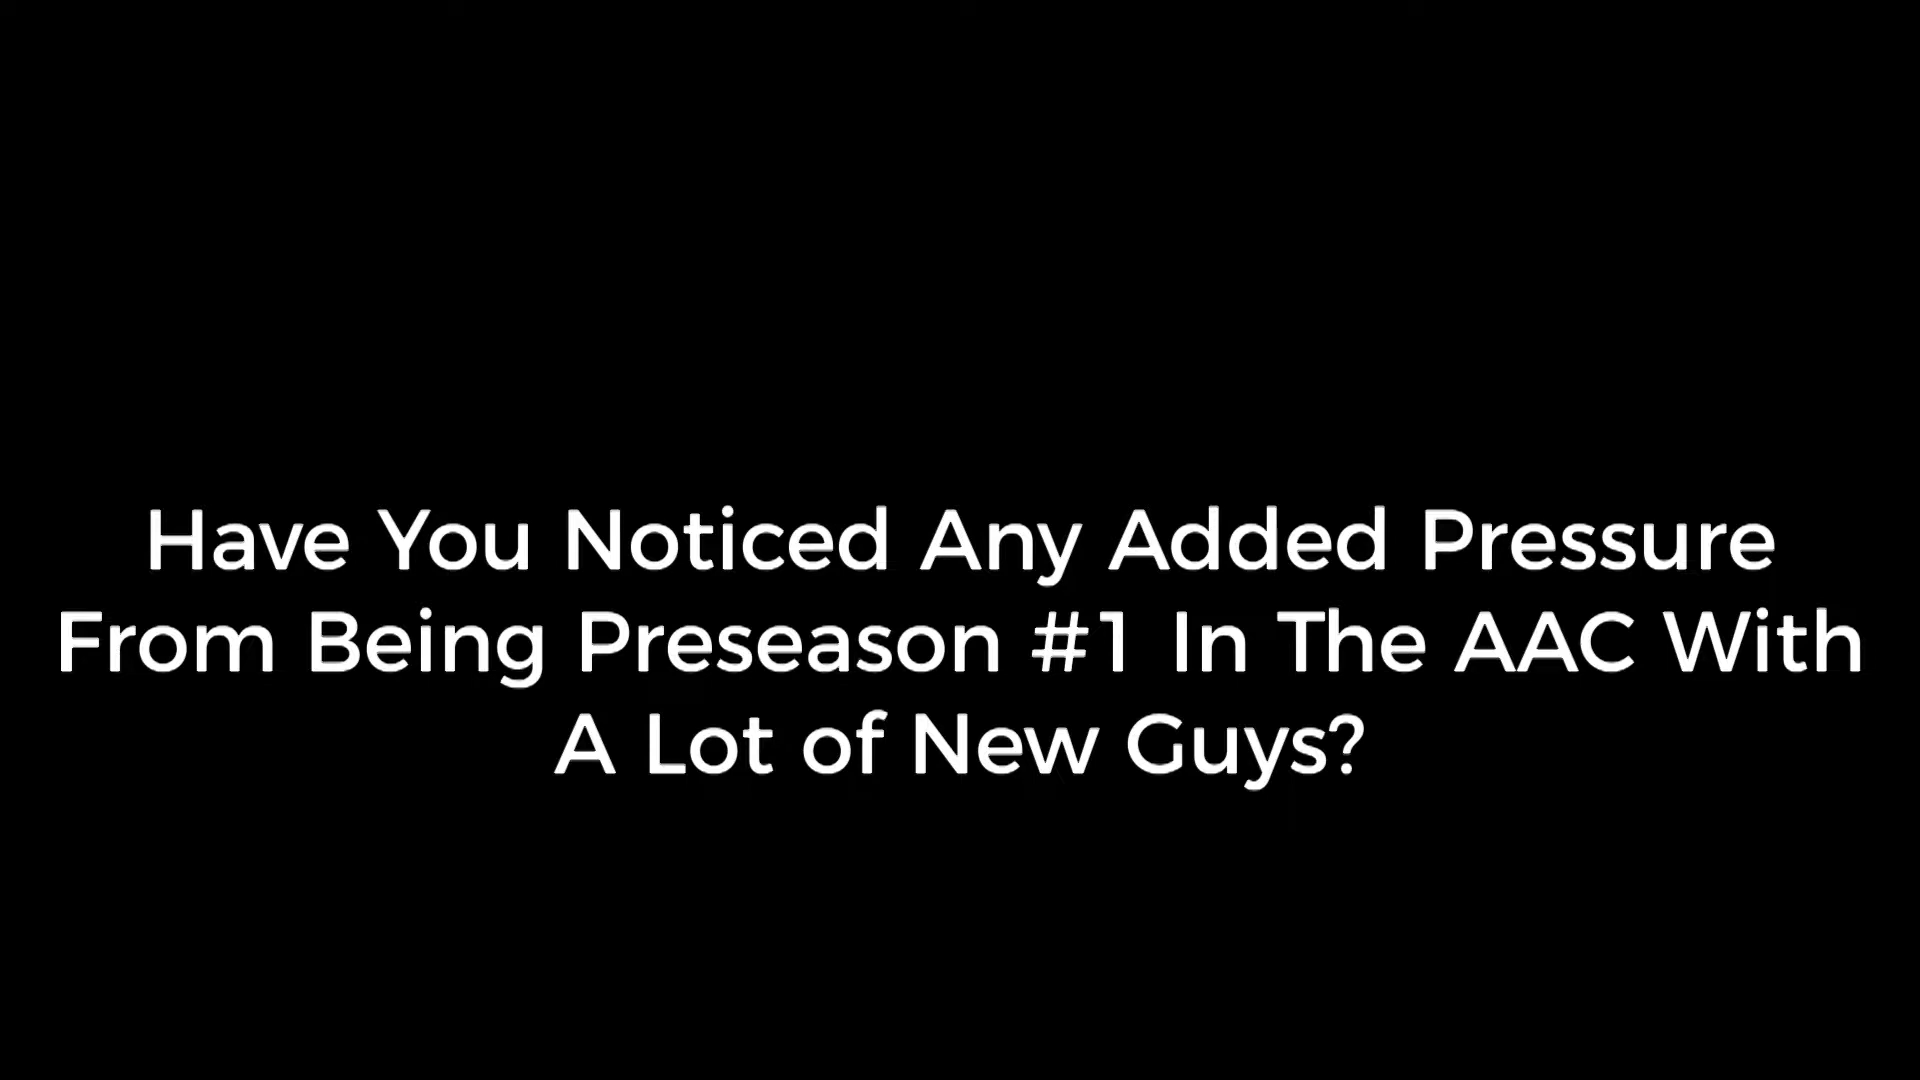 Have You Noticed Any Added Pressure
From Being Preseason #1 In The AAC With
A Lot of New Guys?